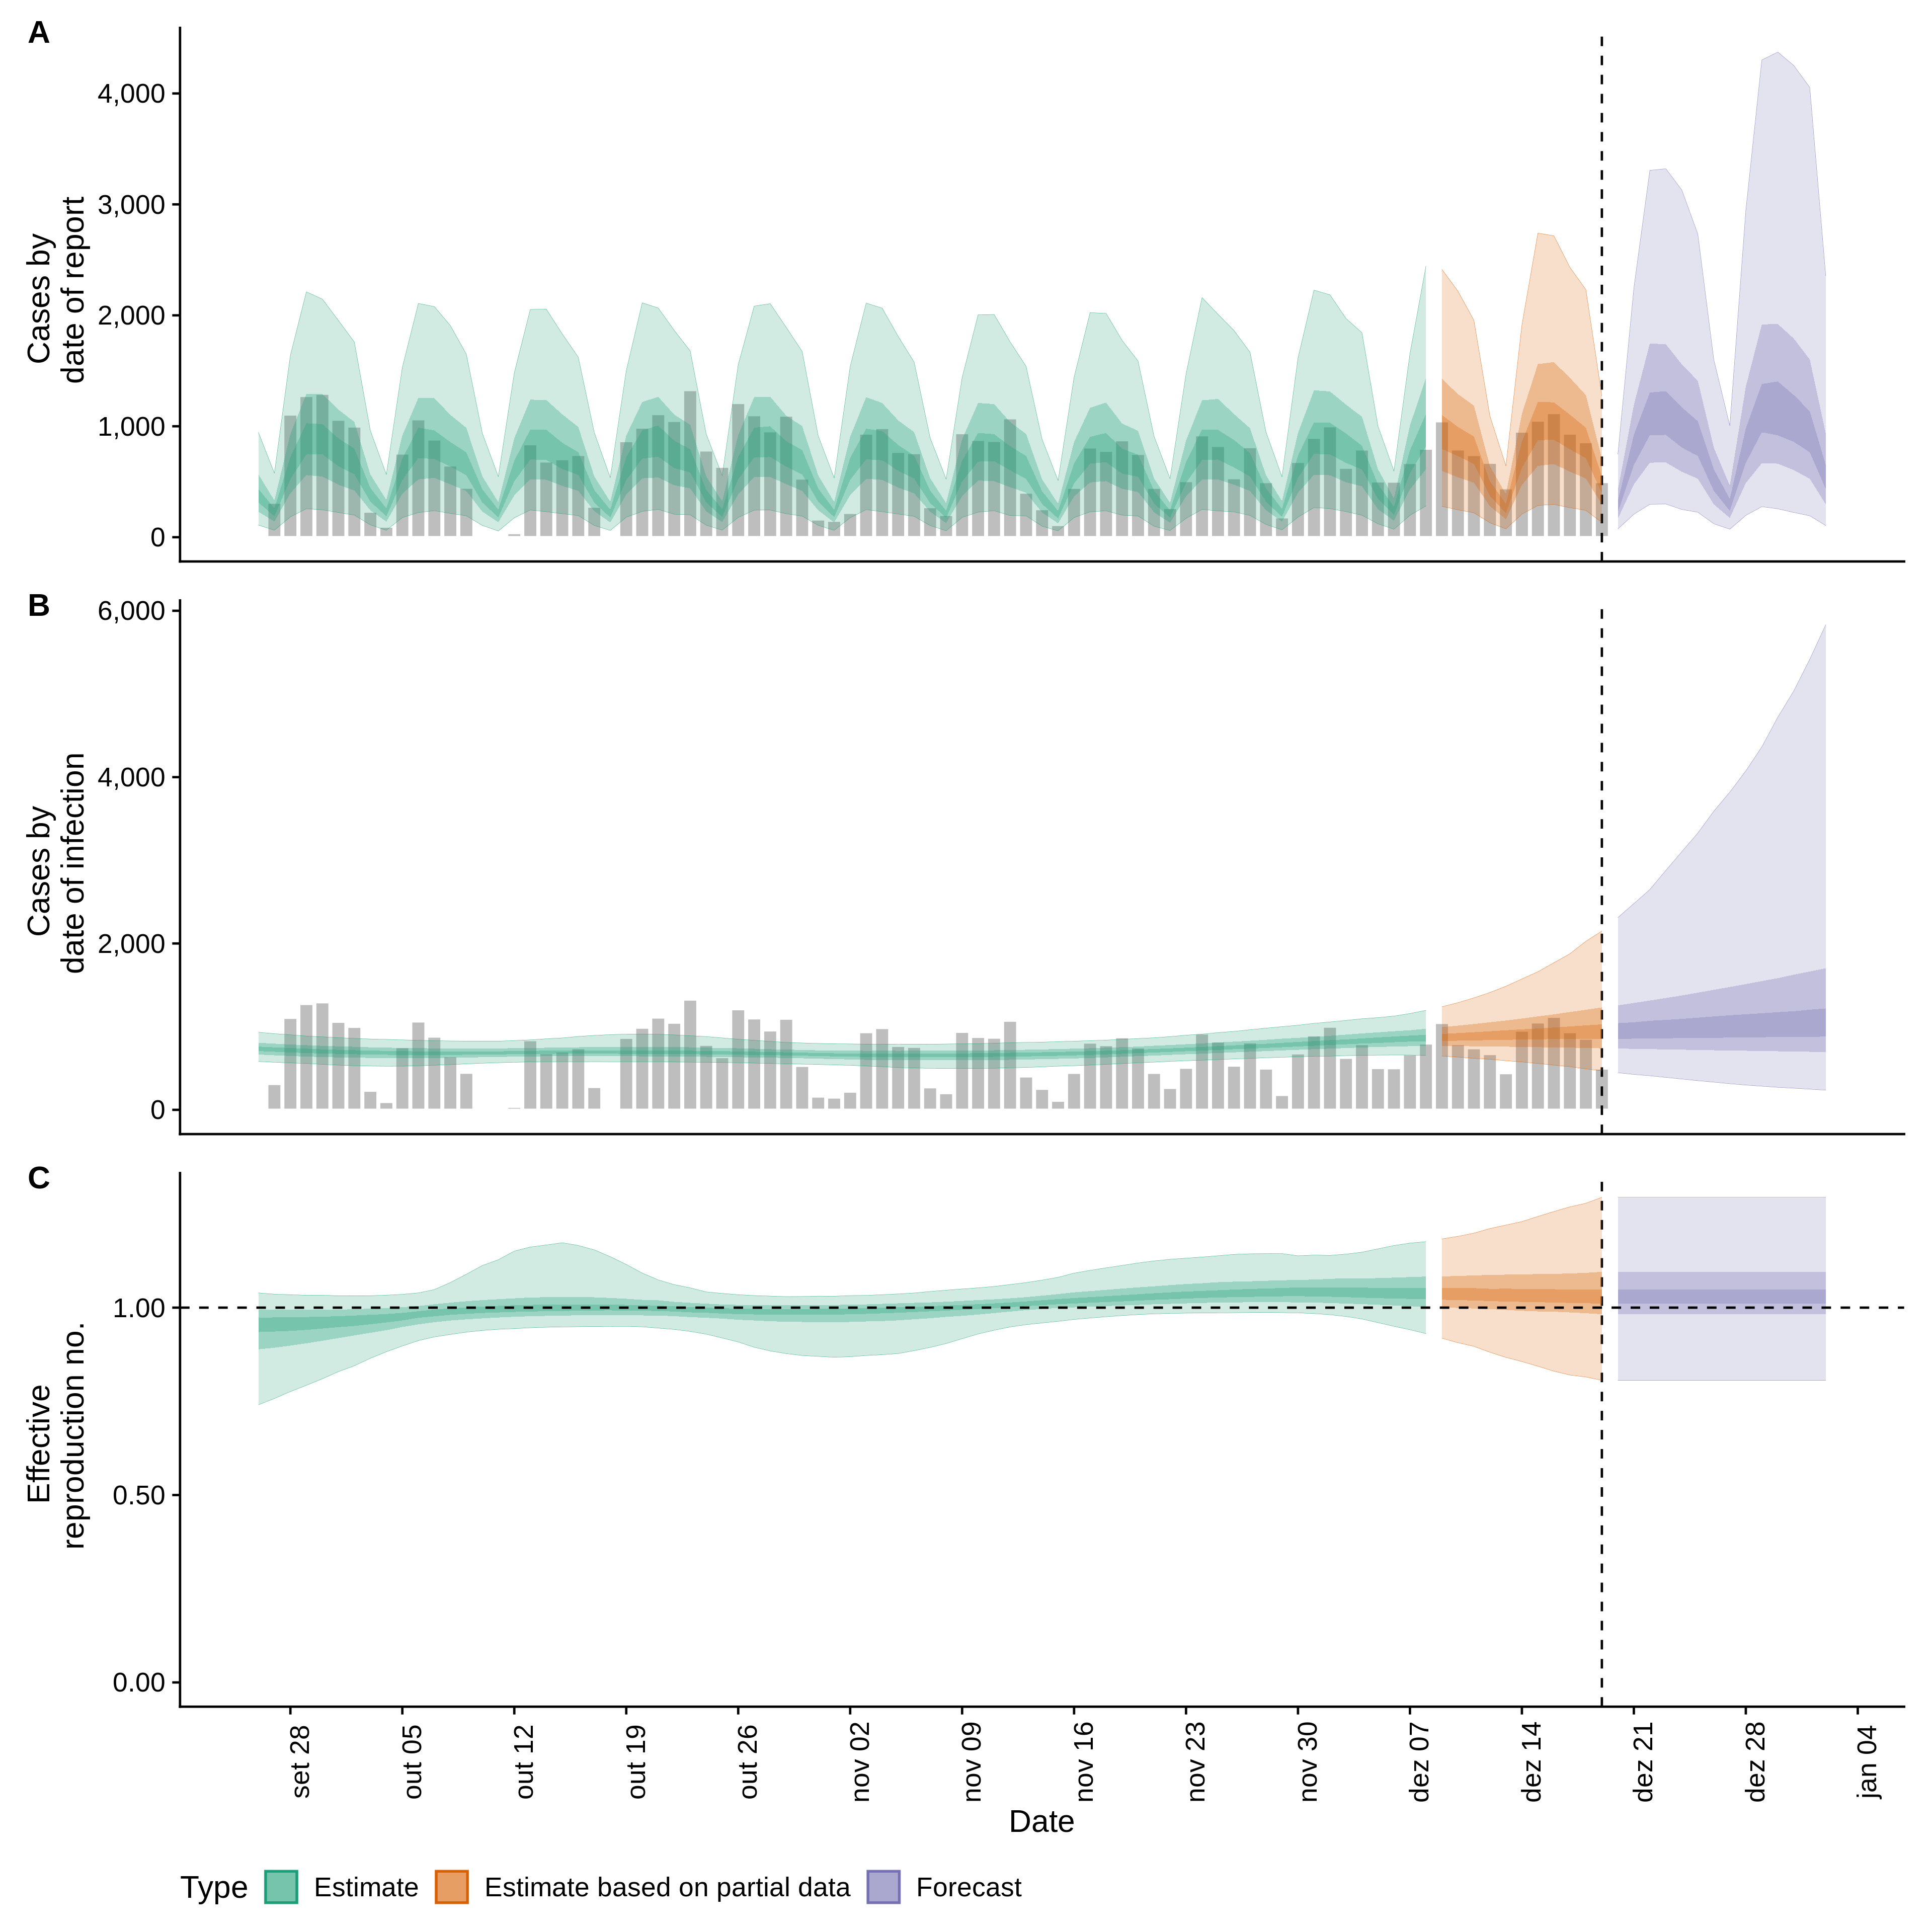 A
Cases by
date of report
4,000
3,000
2,000
1,000
0
B
Cases by
date of infection
6,000
4,000
2,000
0
C
Effective
reproduction no.
1.00
0.50
0.00
set 28
out 05
out 12
out 19
out 26
nov 02
nov 09
nov 16
nov 23
nov 30
dez 07
dez 14
dez 21
dez 28
jan 04
Date
Type Estimate Estimate based on partial data Forecast